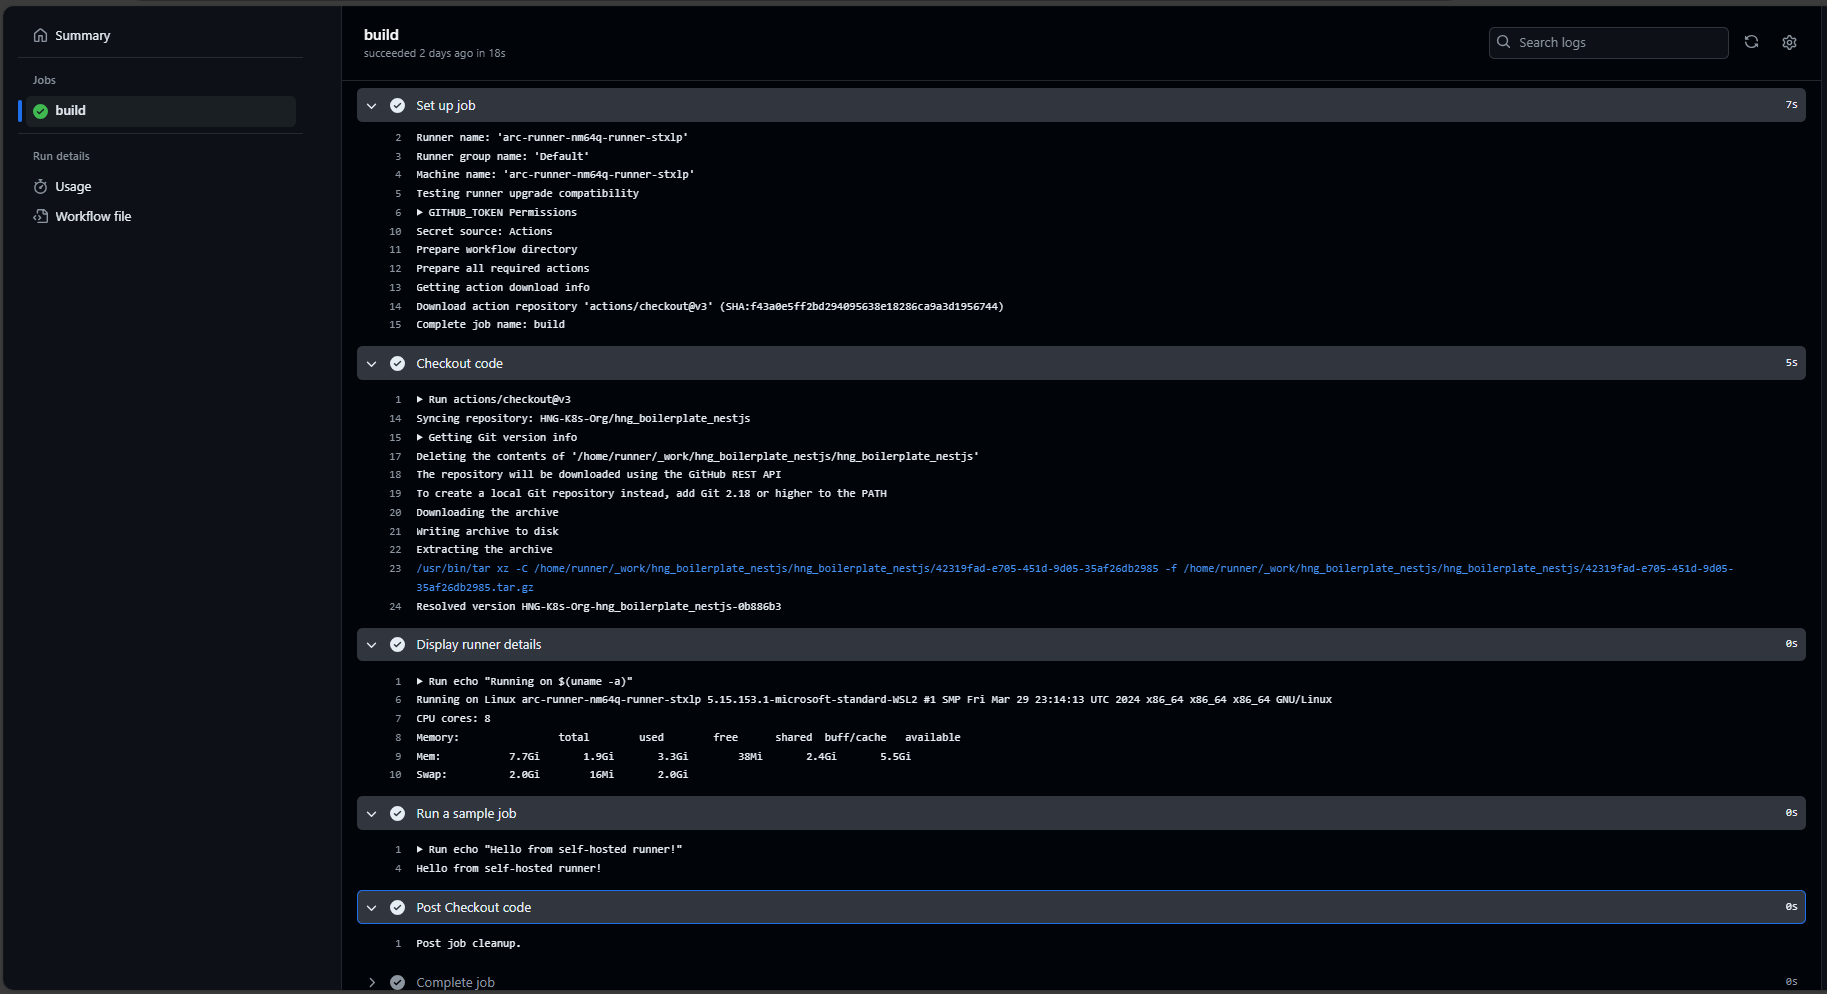 Summary
Jobs
build
Run details
Usage
Workflow file
build
succeeded 2 days ago in 18s
Search logs
Set up job 7s
2 Runner name: 'arc-runner-nm64q-runner-stxlp'
3 Runner group name: 'Default'
4 Machine name: 'arc-runner-nm64q-runner-stxlp'
5 Testing runner upgrade compatibility
6 GITHUB_TOKEN Permissions
10 Secret source: Actions
11 Prepare workflow directory
12 Prepare all required actions
13 Getting action download info
14 Download action repository 'actions/checkout@v3' (SHA:f43a0e5ff2bd294095638e18286ca9a3d1956744)
15 Complete job name: build
Checkout code 5s
1 Run actions/checkout@v3
14 Syncing repository: HNG-K8s-Org/hng_boilerplate_nestjs
15 Getting Git version info
17 Deleting the contents of '/home/runner/_work/hng_boilerplate_nestjs/hng_boilerplate_nestjs'
18 The repository will be downloaded using the GitHub REST API
19 To create a local Git repository instead, add Git 2.18 or higher to the PATH
20 Downloading the archive
21 Writing archive to disk
22 Extracting the archive
23 /usr/bin/tar xz -C /home/runner/_work/hng_boilerplate_nestjs/hng_boilerplate_nestjs/42319fad-e705-451d-9d05-35af26db2985 -f /home/runner/_work/hng_boilerplate_nestjs/hng_boilerplate_nestjs/42319fad-e705-451d-9d05-
35af26db2985.tar.gz
24 Resolved version HNG-K8s-Org-hng_boilerplate_nestjs-0b886b3
Display runner details 0s
1 Run echo "Running on $(uname -a)"
6 Running on Linux arc-runner-nm64q-runner-stxlp 5.15.153.1-microsoft-standard-WSL2 #1 SMP Fri Mar 29 23:14:13 UTC 2024 x86_64 x86_64 x86_64 GNU/Linux
7 CPU cores: 8
8 Memory: total used free shared buff/cache available
9 Mem: 7.7Gi 1.9Gi 3.3Gi 38Mi 2.4Gi 5.5Gi
10 Swap: 2.0Gi 16Mi 2.0Gi
Run a sample job 0s
1 Run echo "Hello from self-hosted runner!"
4 Hello from self-hosted runner!
Post Checkout code 0s
1 Post job cleanup.
Complete job 0s